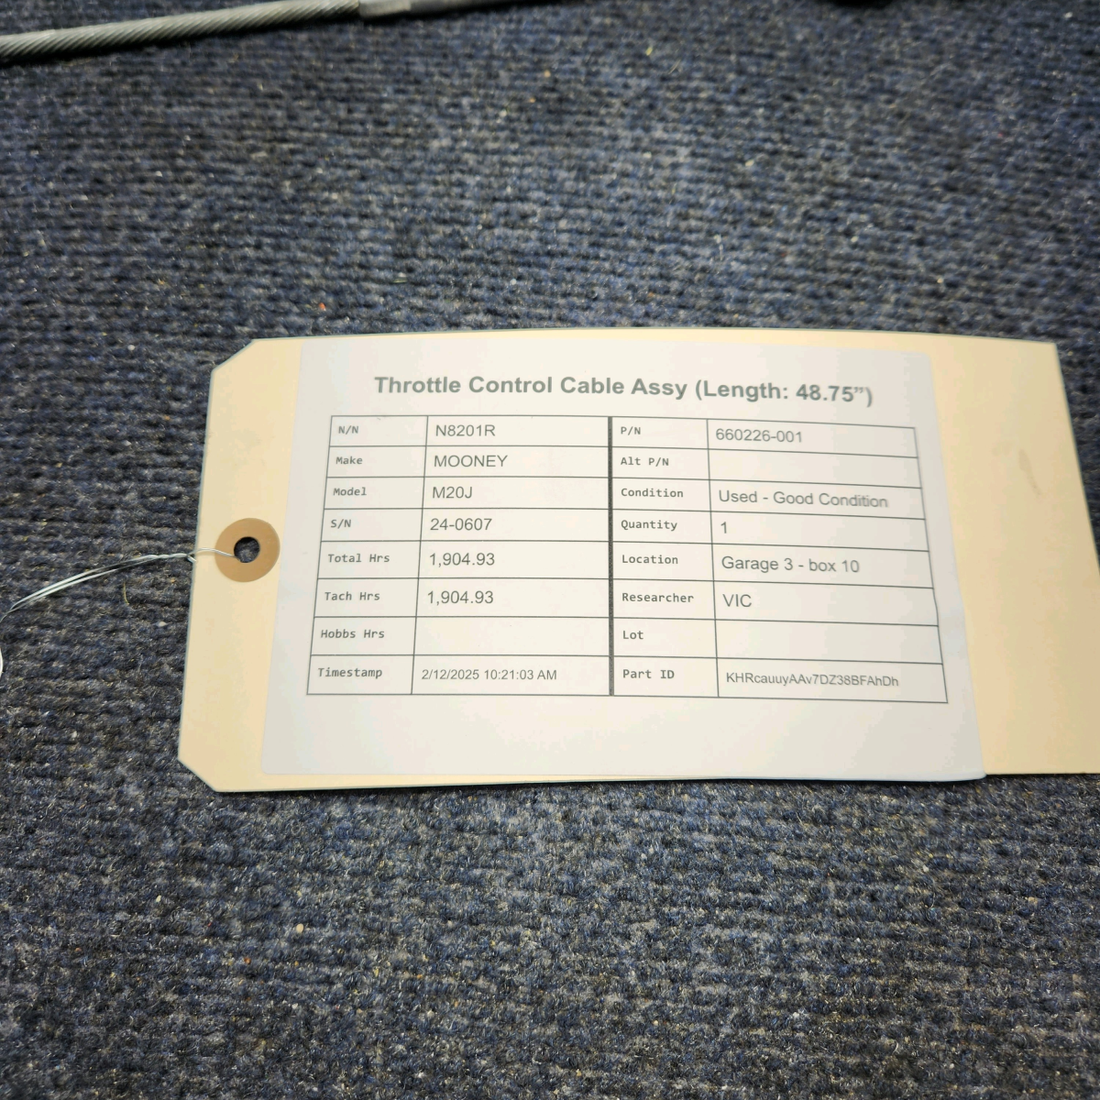 Throttle Control Cable Assy (Length: 48.75”)
N/N N8201R P/N 660226-001
Make MOONEY Alt P/N
Model M20J Condition Used - Good Condition
S/N 24-0607 Quantity 1
Total Hrs 1,904.93 Location Garage 3 - box 10
Tach Hrs 1,904.93 Researcher VIC
Hobbs Hrs Lot
Timestamp 2/12/2025 10:21:03 AM Part ID KHRcauuyAAv7DZ38BFAhDh